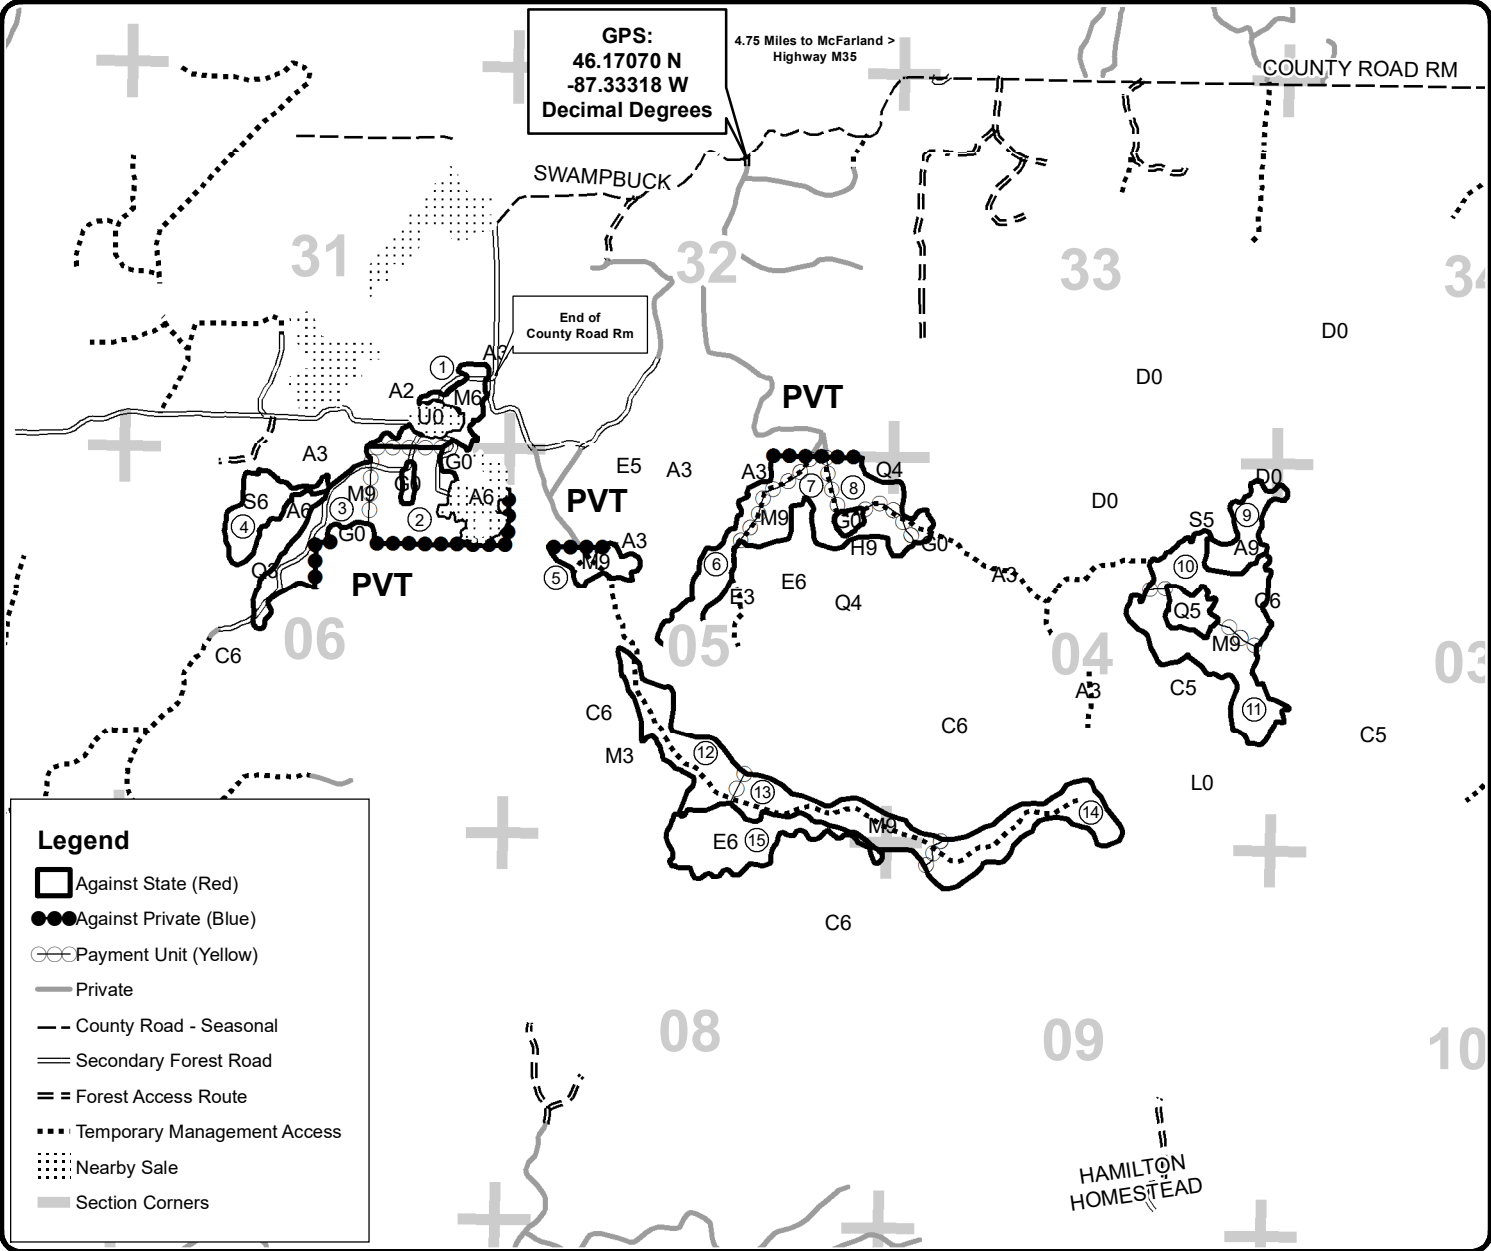 GPS:
46.17070 N
-87.33318 W
Decimal Degrees
4.75 Miles to McFarland >
Highway M35
COUNTY ROAD RM
SWAMPBUCK
31
32
33
34
End of
County Road Rm
D0
D0
1
A3
A2
M6
U0
PVT
A3
G0
E5
A3
A3
Q4
D0
D0
S6
A6
M9
G0
A6
PVT
7
8
M9
G0
H9
G0
9
S5
A9
4
3
2
G0
PVT
Q3
A3
M9
5
6
E3
E6
Q4
A3
10
Q5
C6
M9
C6
06
05
04
03
C6
M3
12
C6
A3
C5
11
C5
13
L0
14
M9
E6
15
C6
08
09
10
HAMILTON
HOMESTEAD
Legend
Against State (Red)
Against Private (Blue)
Payment Unit (Yellow)
Private
County Road - Seasonal
Secondary Forest Road
Forest Access Route
Temporary Management Access
Nearby Sale
Section Corners